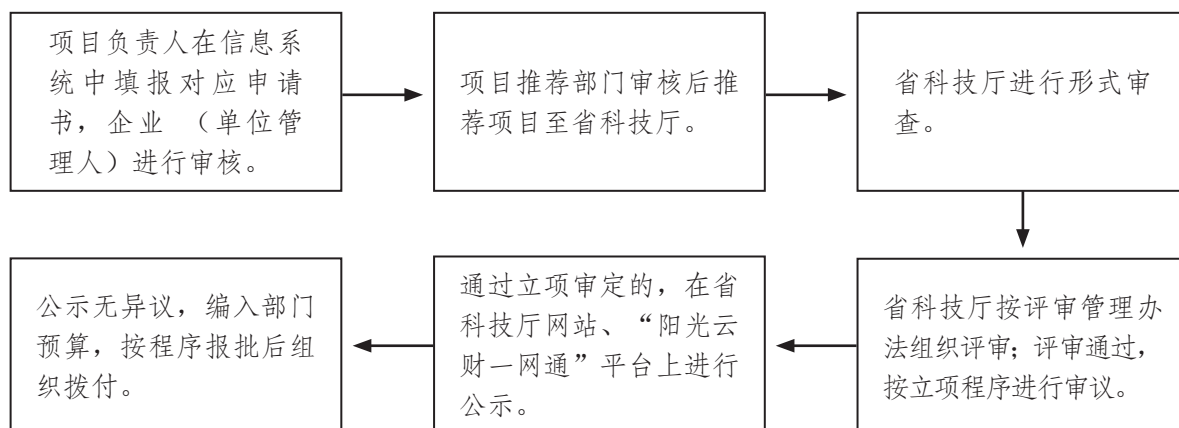 项目负责人在信息系
统中填报对应申请
书，企业 （单位管
理人）进行审核。
项目推荐部门审核后推
荐项目至省科技厅。
省科技厅进行形式审
查。
省科技厅按评审管理办
法组织评审；评审通过，
按立项程序进行审议。
通过立项审定的，在省
科技厅网站、“阳光云
财一网通”平台上进行
公示。
公示无异议，编入部门
预算，按程序报批后组
织拨付。